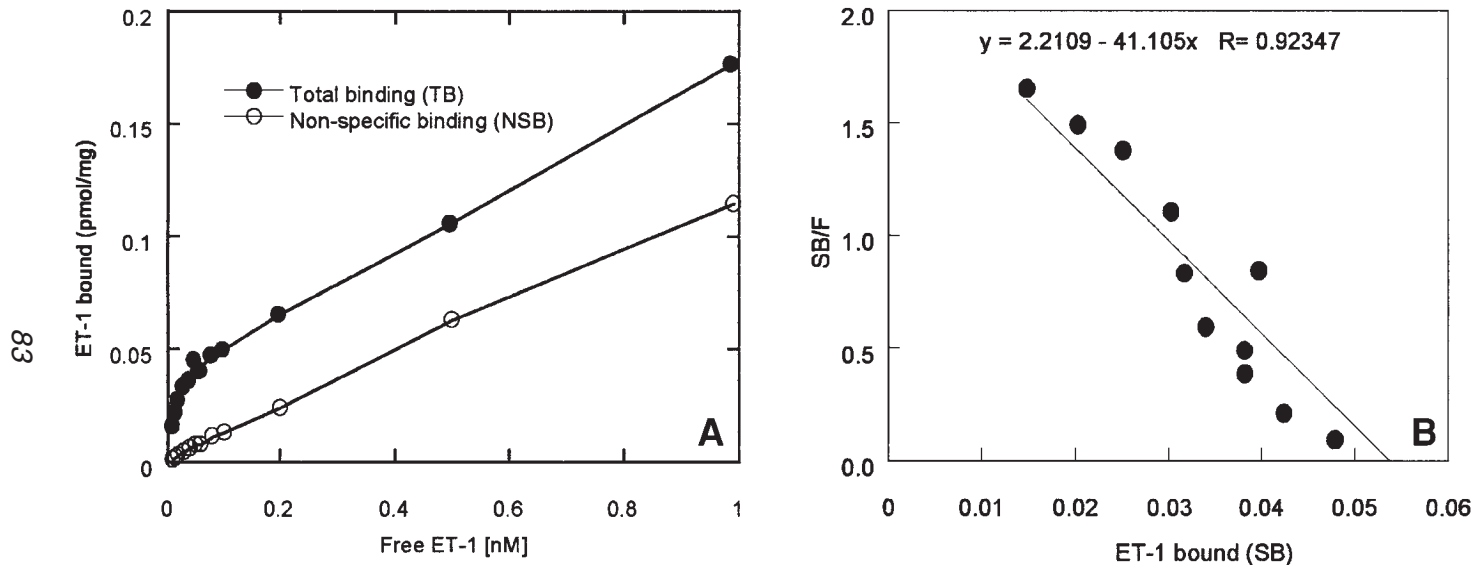 83
ET-1 bound (pmol/mg)
0.2
0.15
0.1
0.05
0
Total binding (TB)
Non-specific binding (NSB)
A
0
0.2
0.4
0.6
0.8
1
Free ET-1 [nM]
SB/F
2.0
1.5
1.0
0.5
0.0
y = 2.2109 - 41.105x R= 0.92347
B
0
0.01
0.02
0.03
0.04
0.05
0.06
ET-1 bound (SB)